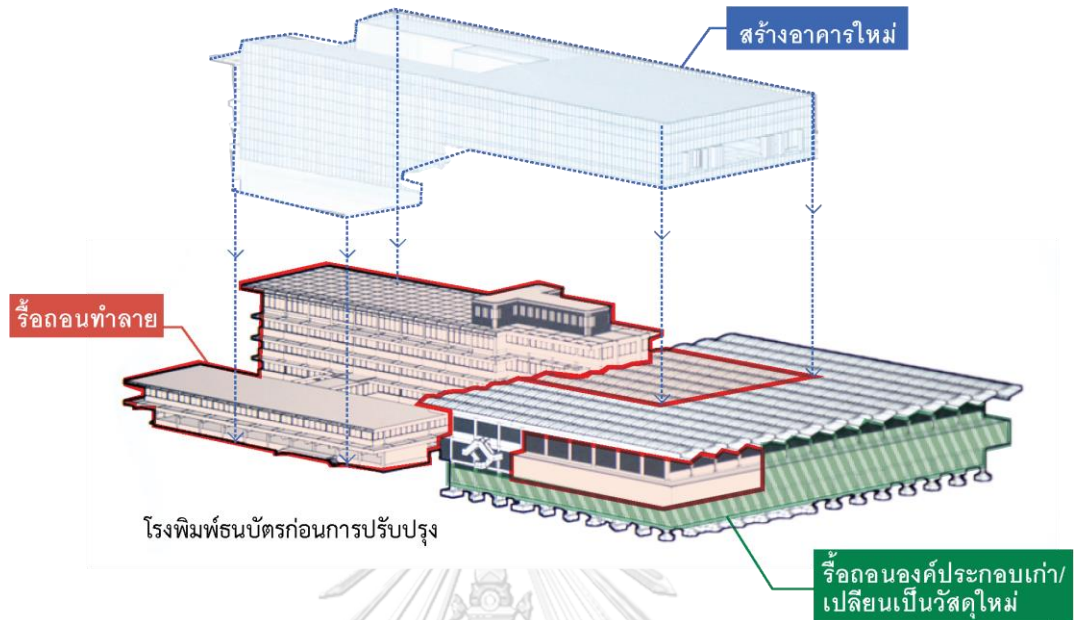 สร้างอาคารใหม่
รื้อถอนทำลาย
โรงพิมพ์ธนบัตรก่อนการปรับปรุง
รื้อถอนองค์ประกอบเก่า/
เปลี่ยนเป็นวัสดุใหม่